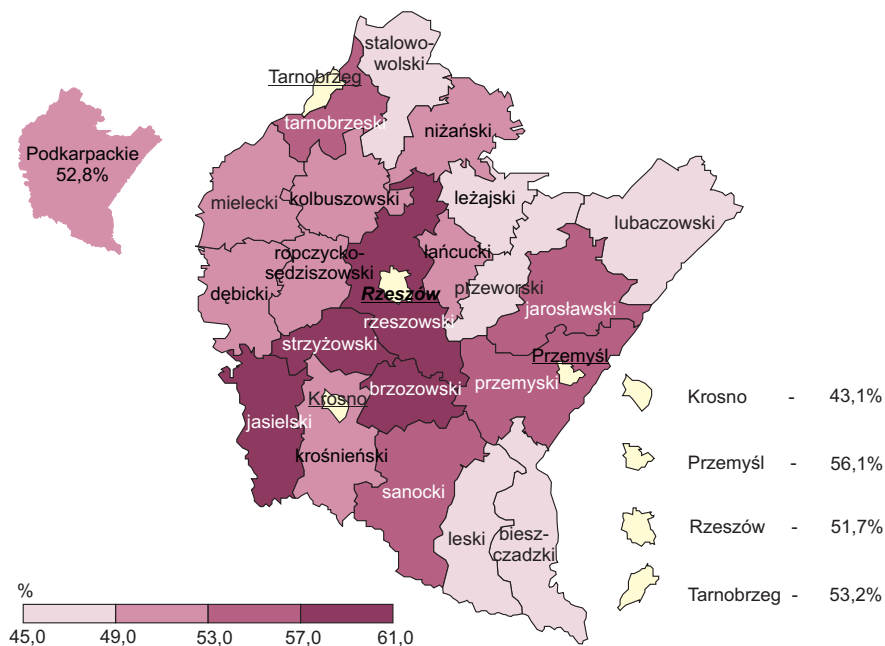 stalowo-
wolski
Tarnobrzeg
tarnobrzeski
niżański
Podkarpackie
52,8%
mielecki
kolbuszowski
leżajski
lubaczowski
ropczycko-
sędziszowski
łańcucki
dębicki
przeworski
Rzeszów
jarosławski
rzeszowski
strzyżowski
Przemyśl
przemyski
brzozowski
Krosno
jasielski
krośnieński
sanocki
leski
biesz-
czadzki
Krosno - 43,1%
Przemyśl - 56,1%
Rzeszów - 51,7%
Tarnobrzeg - 53,2%
%
45,0 49,0 53,0 57,0 61,0